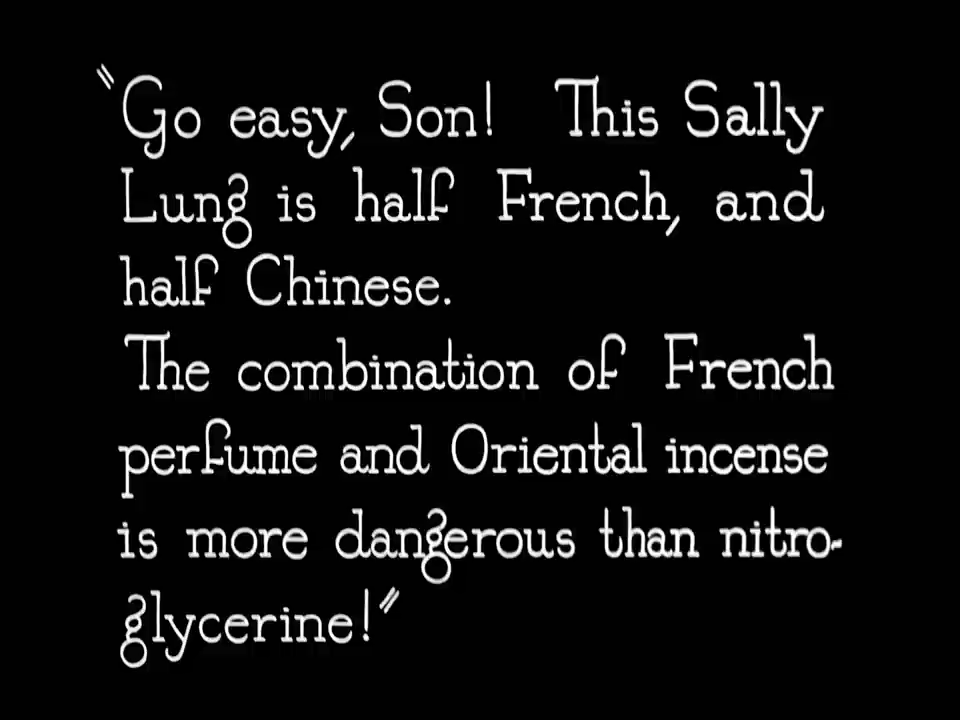 "Go easy, Son! This Sally
Lung is half French, and
half Chinese.
The combination of French
perfume and Oriental incense
is more dangerous than nitro-
glycerine!"